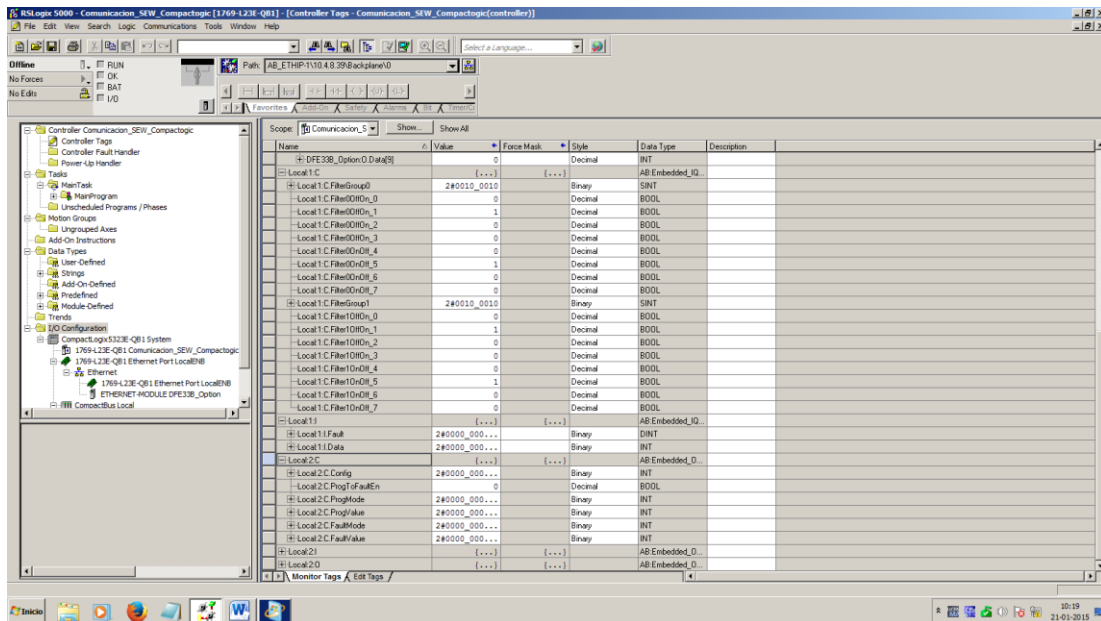 RSLogix 5000 - Comunicacion_SEW_Compactogic [1769-L23E-QB1] - [Controller Tags - Comunicacion_SEW_Compactogic(controller)]
File Edit View Search Logic Communications Tools Window Help
Select a Language...
Offline RUN
No Forces OK
No Edits BAT
I/O
Path: AB_ETHIP-1\10.4.8.39\Backplane\0
Favorites Add-On Safety Alarms Bit Timer/C
Controller Comunicacion_SEW_Compactogic
Controller Tags
Controller Fault Handler
Power-Up Handler
Tasks
MainTask
MainProgram
Unscheduled Programs / Phases
Motion Groups
Ungrouped Axes
Add-On Instructions
Data Types
User-Defined
Strings
Add-On-Defined
Predefined
Module-Defined
Trends
I/O Configuration
CompactLogix5323E-QB1 System
1769-L23E-QB1 Comunicacion_SEW_Compactogic
1769-L23E-QB1 Ethernet Port LocalENB
Ethernet
1769-L23E-QB1 Ethernet Port LocalENB
ETHERNET-MODULE DFE33B_Option
CompactBus Local
Scope: Comunicacion_S Show... Show All
Name Value Force Mask Style Data Type Description
DFE33B_Option:O.Data[9] 0 Decimal INT
Local:1:C {...} {...} AB:Embedded_IQ...
Local:1:C.FilterGroup0 2#0010_0010 Binary SINT
Local:1:C.Filter0OffOn_0 0 Decimal BOOL
Local:1:C.Filter0OffOn_1 1 Decimal BOOL
Local:1:C.Filter0OffOn_2 0 Decimal BOOL
Local:1:C.Filter0OffOn_3 0 Decimal BOOL
Local:1:C.Filter0OnOff_4 0 Decimal BOOL
Local:1:C.Filter0OnOff_5 1 Decimal BOOL
Local:1:C.Filter0OnOff_6 0 Decimal BOOL
Local:1:C.Filter0OnOff_7 0 Decimal BOOL
Local:1:C.FilterGroup1 2#0010_0010 Binary SINT
Local:1:C.Filter1OffOn_0 0 Decimal BOOL
Local:1:C.Filter1OffOn_1 1 Decimal BOOL
Local:1:C.Filter1OffOn_2 0 Decimal BOOL
Local:1:C.Filter1OffOn_3 0 Decimal BOOL
Local:1:C.Filter1OnOff_4 0 Decimal BOOL
Local:1:C.Filter1OnOff_5 1 Decimal BOOL
Local:1:C.Filter1OnOff_6 0 Decimal BOOL
Local:1:C.Filter1OnOff_7 0 Decimal BOOL
Local:1:I {...} {...} AB:Embedded_IQ...
Local:1:I.Fault 2#0000_000... Binary DINT
Local:1:I.Data 2#0000_000... Binary INT
Local:2:C {...} {...} AB:Embedded_O...
Local:2:C.Config 2#0000_000... Binary INT
Local:2:C.ProgToFaultEn 0 Decimal BOOL
Local:2:C.ProgMode 2#0000_000... Binary INT
Local:2:C.ProgValue 2#0000_000... Binary INT
Local:2:C.FaultMode 2#0000_000... Binary INT
Local:2:C.FaultValue 2#0000_000... Binary INT
Local:2:I {...} {...} AB:Embedded_O...
Local:2:O {...} {...} AB:Embedded_O...
Monitor Tags Edit Tags
Inicio
10:19
21-01-2015